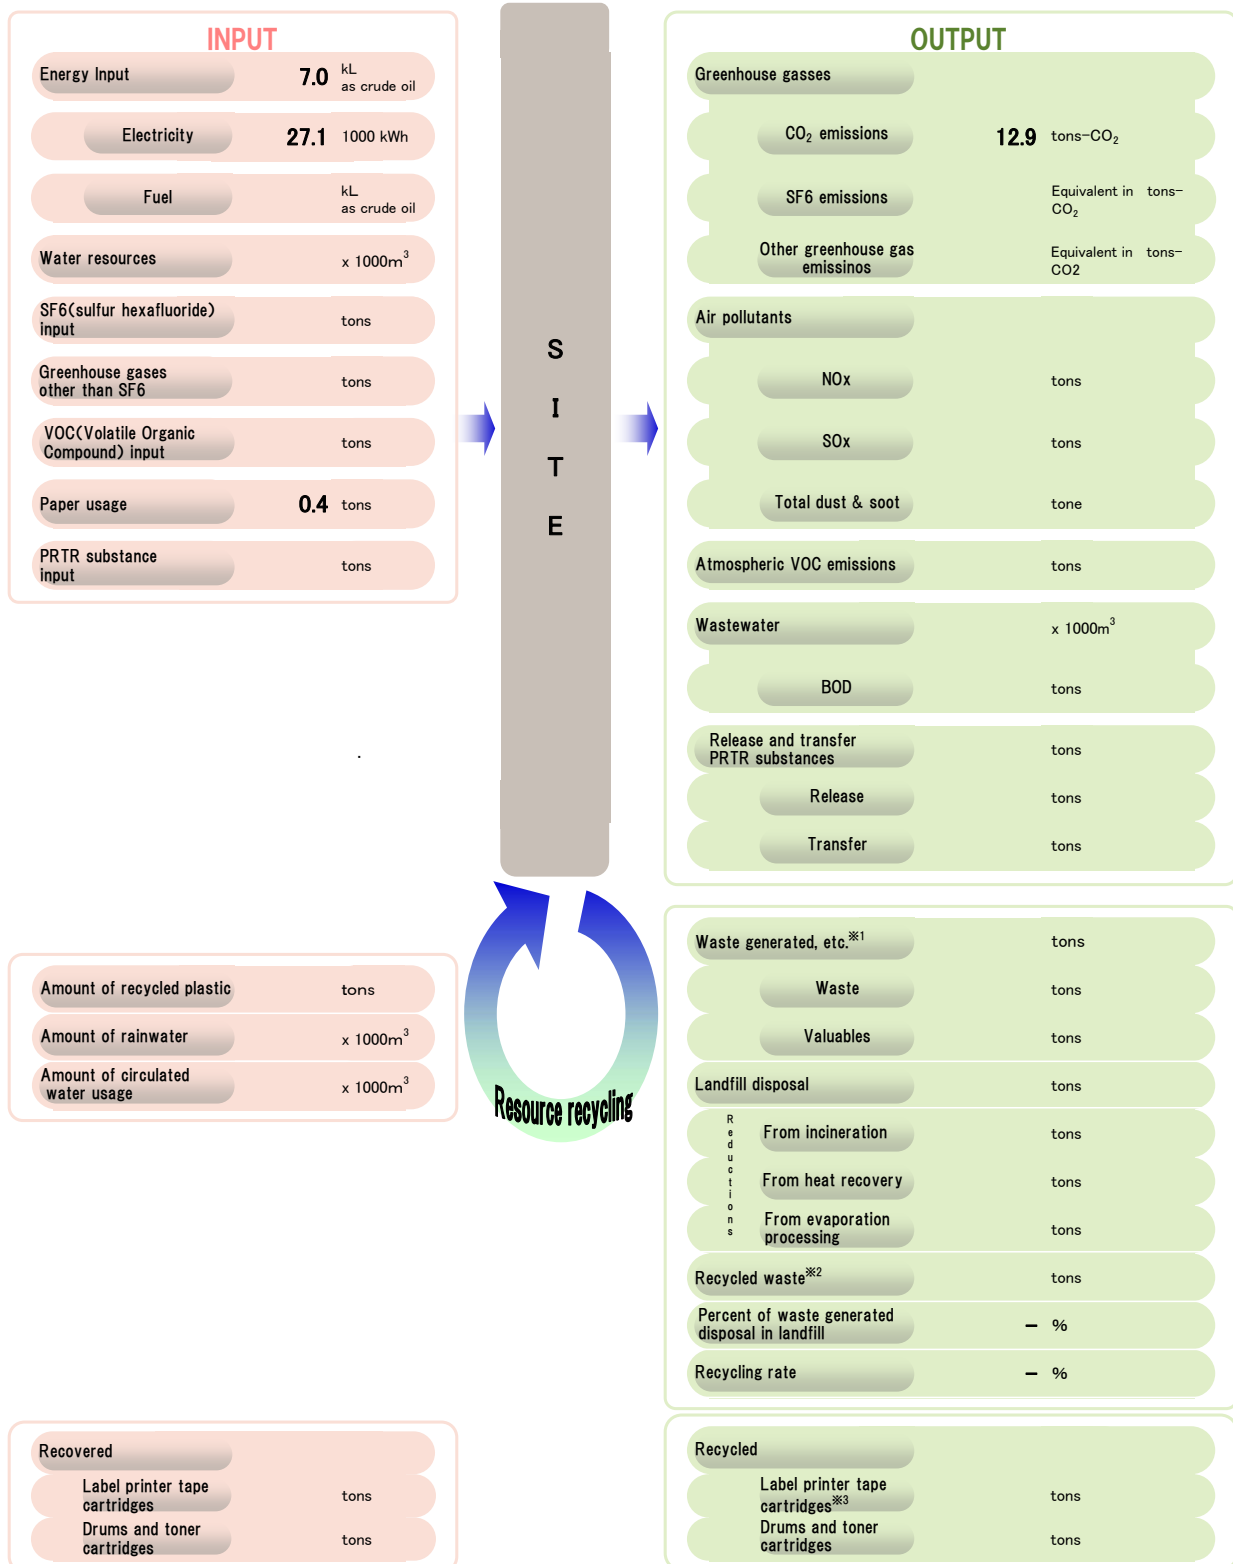 INPUT
Energy Input 7.0 kL
as crude oil
Electricity 27.1 1000 kWh
Fuel kL
as crude oil
Water resources x 1000m³
SF6(sulfur hexafluoride)
input tons
Greenhouse gases
other than SF6 tons
VOC(Volatile Organic
Compound) input tons
Paper usage 0.4 tons
PRTR substance
input tons
S
I
T
E
OUTPUT
Greenhouse gasses
CO₂ emissions 12.9 tons-CO₂
SF6 emissions Equivalent in tons-
CO₂
Other greenhouse gas
emissinos Equivalent in tons-
CO2
Air pollutants
NOx tons
SOx tons
Total dust & soot tone
Atmospheric VOC emissions tons
Wastewater x 1000m³
BOD tons
Release and transfer
PRTR substances tons
Release tons
Transfer tons
Amount of recycled plastic tons
Amount of rainwater x 1000m³
Amount of circulated
water usage x 1000m³
Resource recycling
Waste generated, etc.※1 tons
Waste tons
Valuables tons
Landfill disposal tons
Reductions
From incineration tons
From heat recovery tons
From evaporation
processing tons
Recycled waste※2 tons
Percent of waste generated
disposal in landfill － %
Recycling rate － %
Recovered
Label printer tape
cartridges tons
Drums and toner
cartridges tons
Recycled
Label printer tape
cartridges※3 tons
Drums and toner
cartridges tons